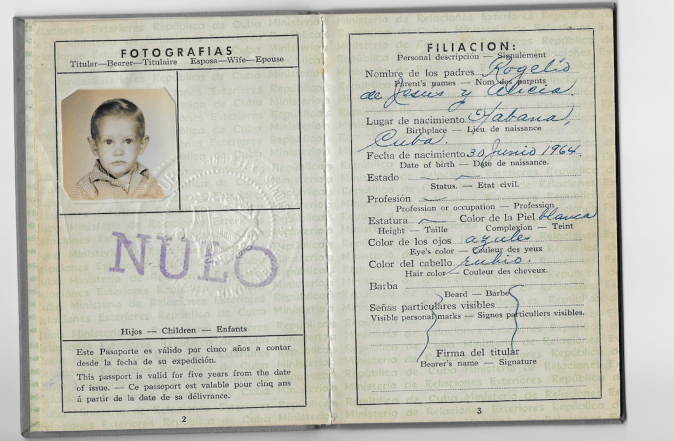 FOTOGRAFIAS
Titular—Bearer—Titulaire Esposa—Wife—Epouse
NULO
Hijos — Children — Enfants
Este Pasaporte es válido por cinco años a contar
desde la fecha de su expedición.
This passport is valid for five years from the date
of issue. — Ce passeport est valable pour cinq ans
á partir de la date de sa délivrance.
2
FILIACION:
Personal description — Signalement
Nombre de los padres Rogelio
Parent's names — Nom des parents
de Jesus y Alicia.
Lugar de nacimiento Habana,
Birthplace — Lieu de naissance
Cuba.
Fecha de nacimiento 30 Junio 1964.
Date of birth — Date de naissance.
Estado
Status. — Etat civil.
Profesión
Profession or occupation — Profession
Estatura Color de la Piel blanca
Height — Taille Complexion — Teint
Color de los ojos azules
Eye's color — Couleur des yeux
Color del cabello rubio.
Hair color — Couleur des cheveux.
Barba
Beard — Barbe
Señas particulares visibles
Visible personal marks — Signes particuliers visibles.
Firma del titular
Bearer's name — Signature
3